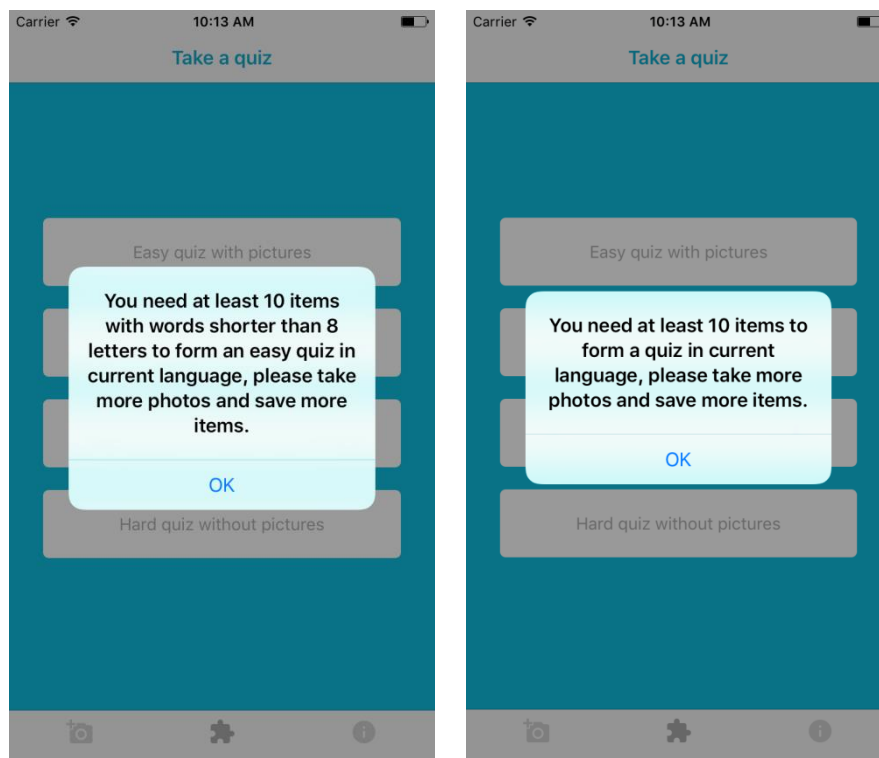 Carrier 10:13 AM
Take a quiz
Easy quiz with pictures
You need at least 10 items
with words shorter than 8
letters to form an easy quiz in
current language, please take
more photos and save more
items.
OK
Hard quiz without pictures
Carrier 10:13 AM
Take a quiz
Easy quiz with pictures
You need at least 10 items to
form a quiz in current
language, please take more
photos and save more items.
OK
Hard quiz without pictures